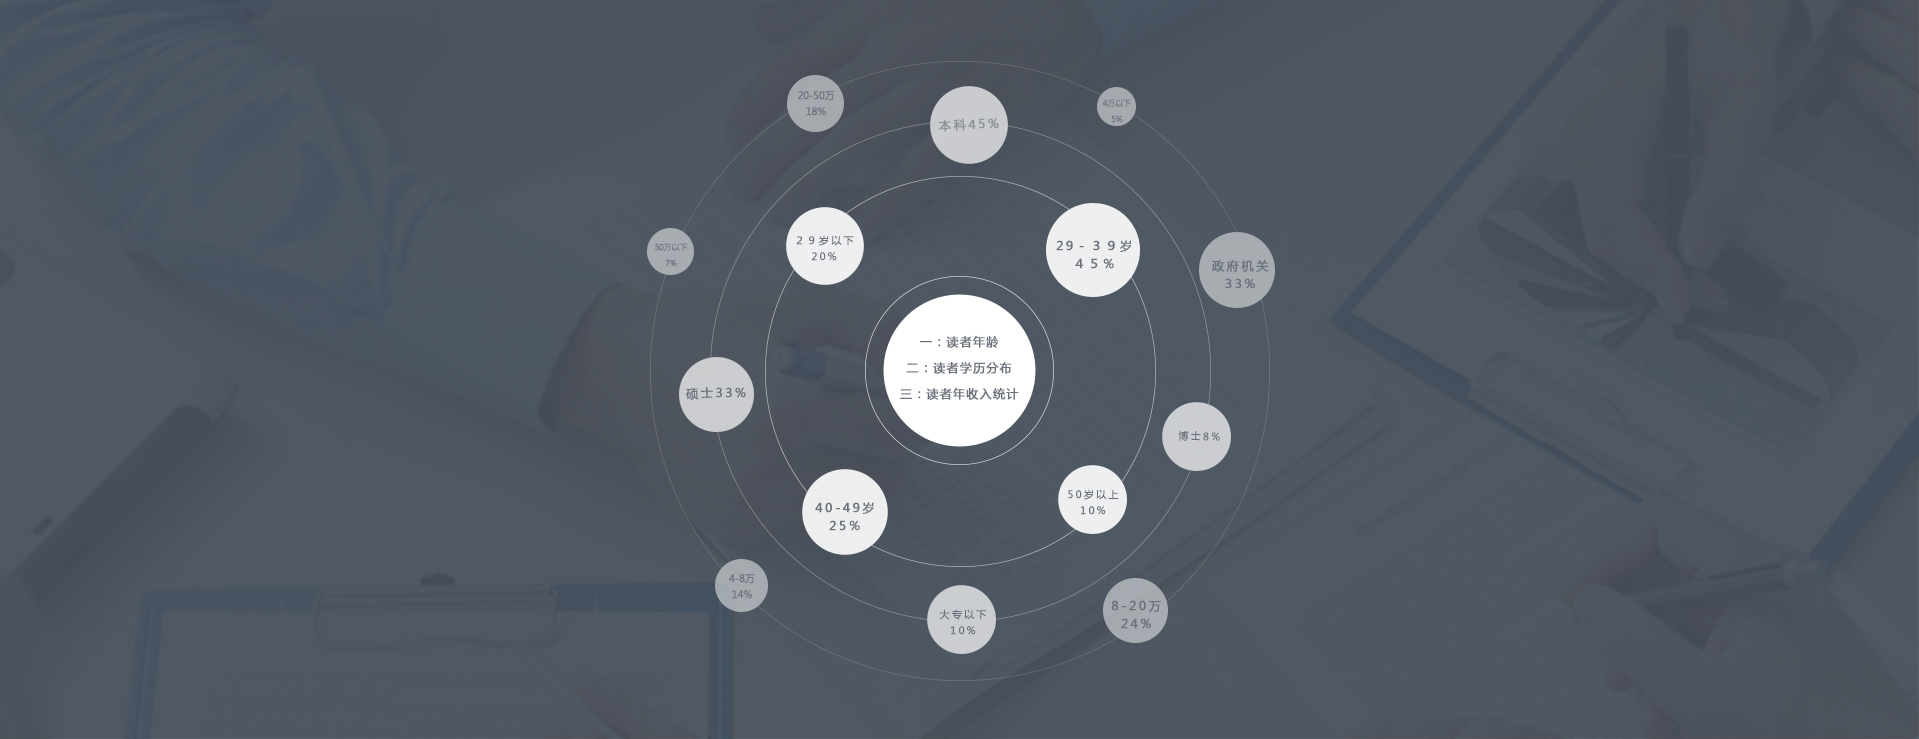 20-50万
18%
4万以下
5%
本科45%
29岁以下
20%
29-39岁
45%
50万以下
7%
政府机关
33%
一：读者年龄
二：读者学历分布
三：读者年收入统计
硕士33%
博士8%
40-49岁
25%
50岁以上
10%
4-8万
14%
大专以下
10%
8-20万
24%